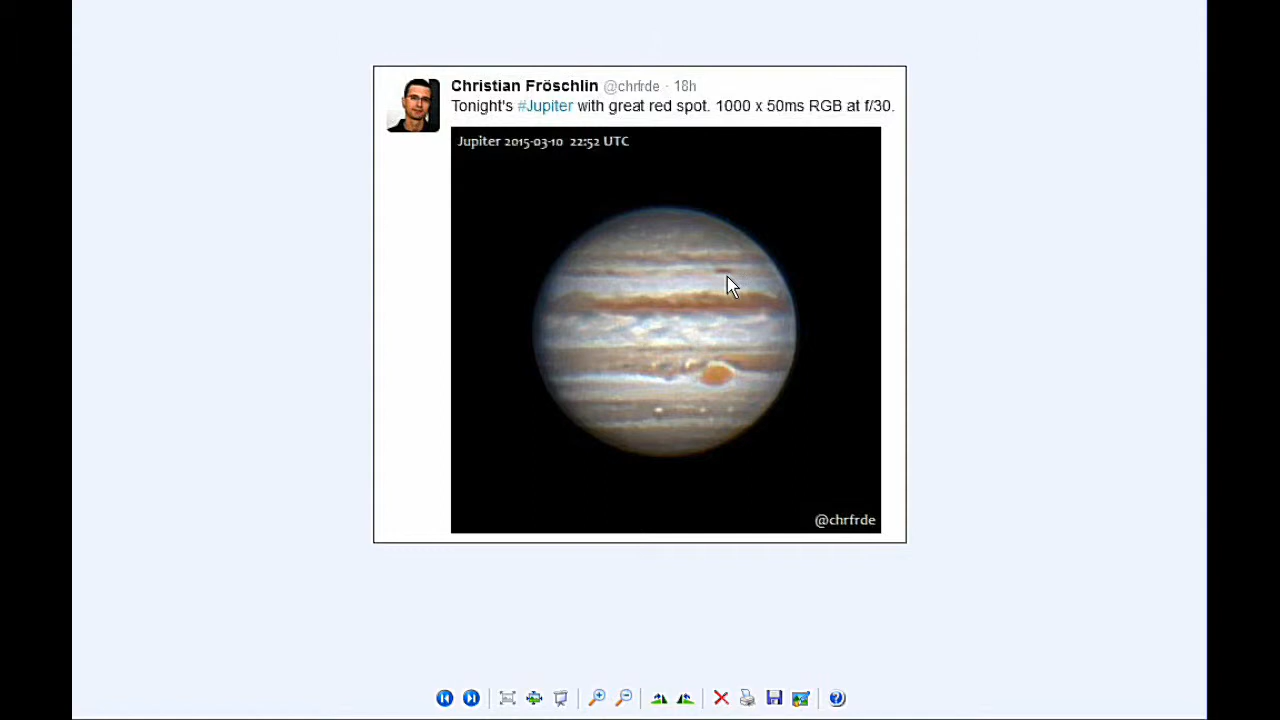 Christian Fröschlin @chrfrde · 18h
Tonight's #Jupiter with great red spot. 1000 x 50ms RGB at f/30.
Jupiter 2015-03-10 22:52 UTC
@chrfrde